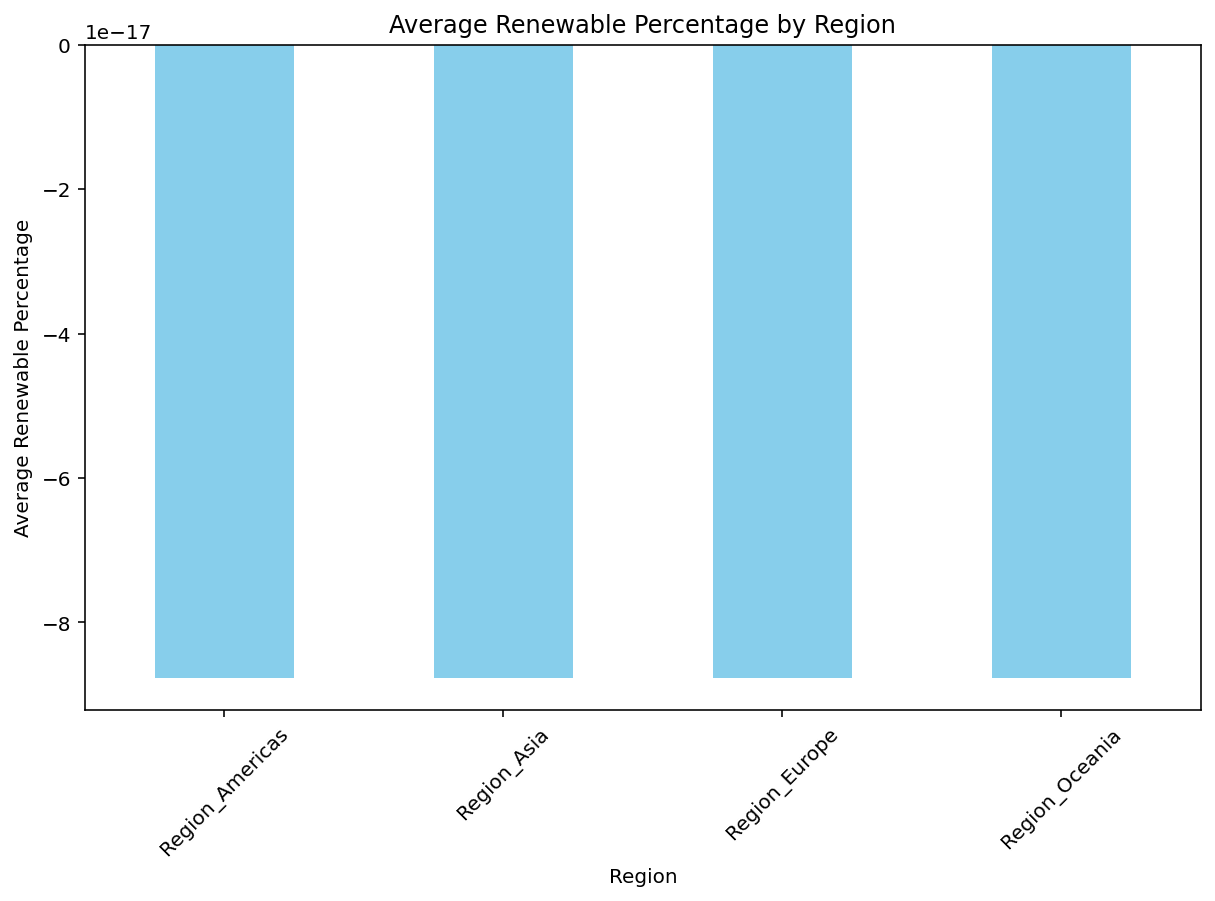 Average Renewable Percentage by Region
1e−17
0
−2
−4
−6
−8
Average Renewable Percentage
Region_Americas
Region_Asia
Region_Europe
Region_Oceania
Region